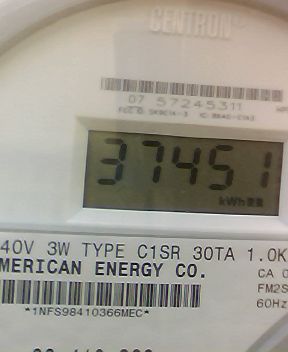 CENTRON
07 57245311
37451
kWh
40V 3W TYPE C1SR 30TA 1.0K
MERICAN ENERGY CO.
CA 0
FM2S
60Hz
*1NFS98410366MEC*